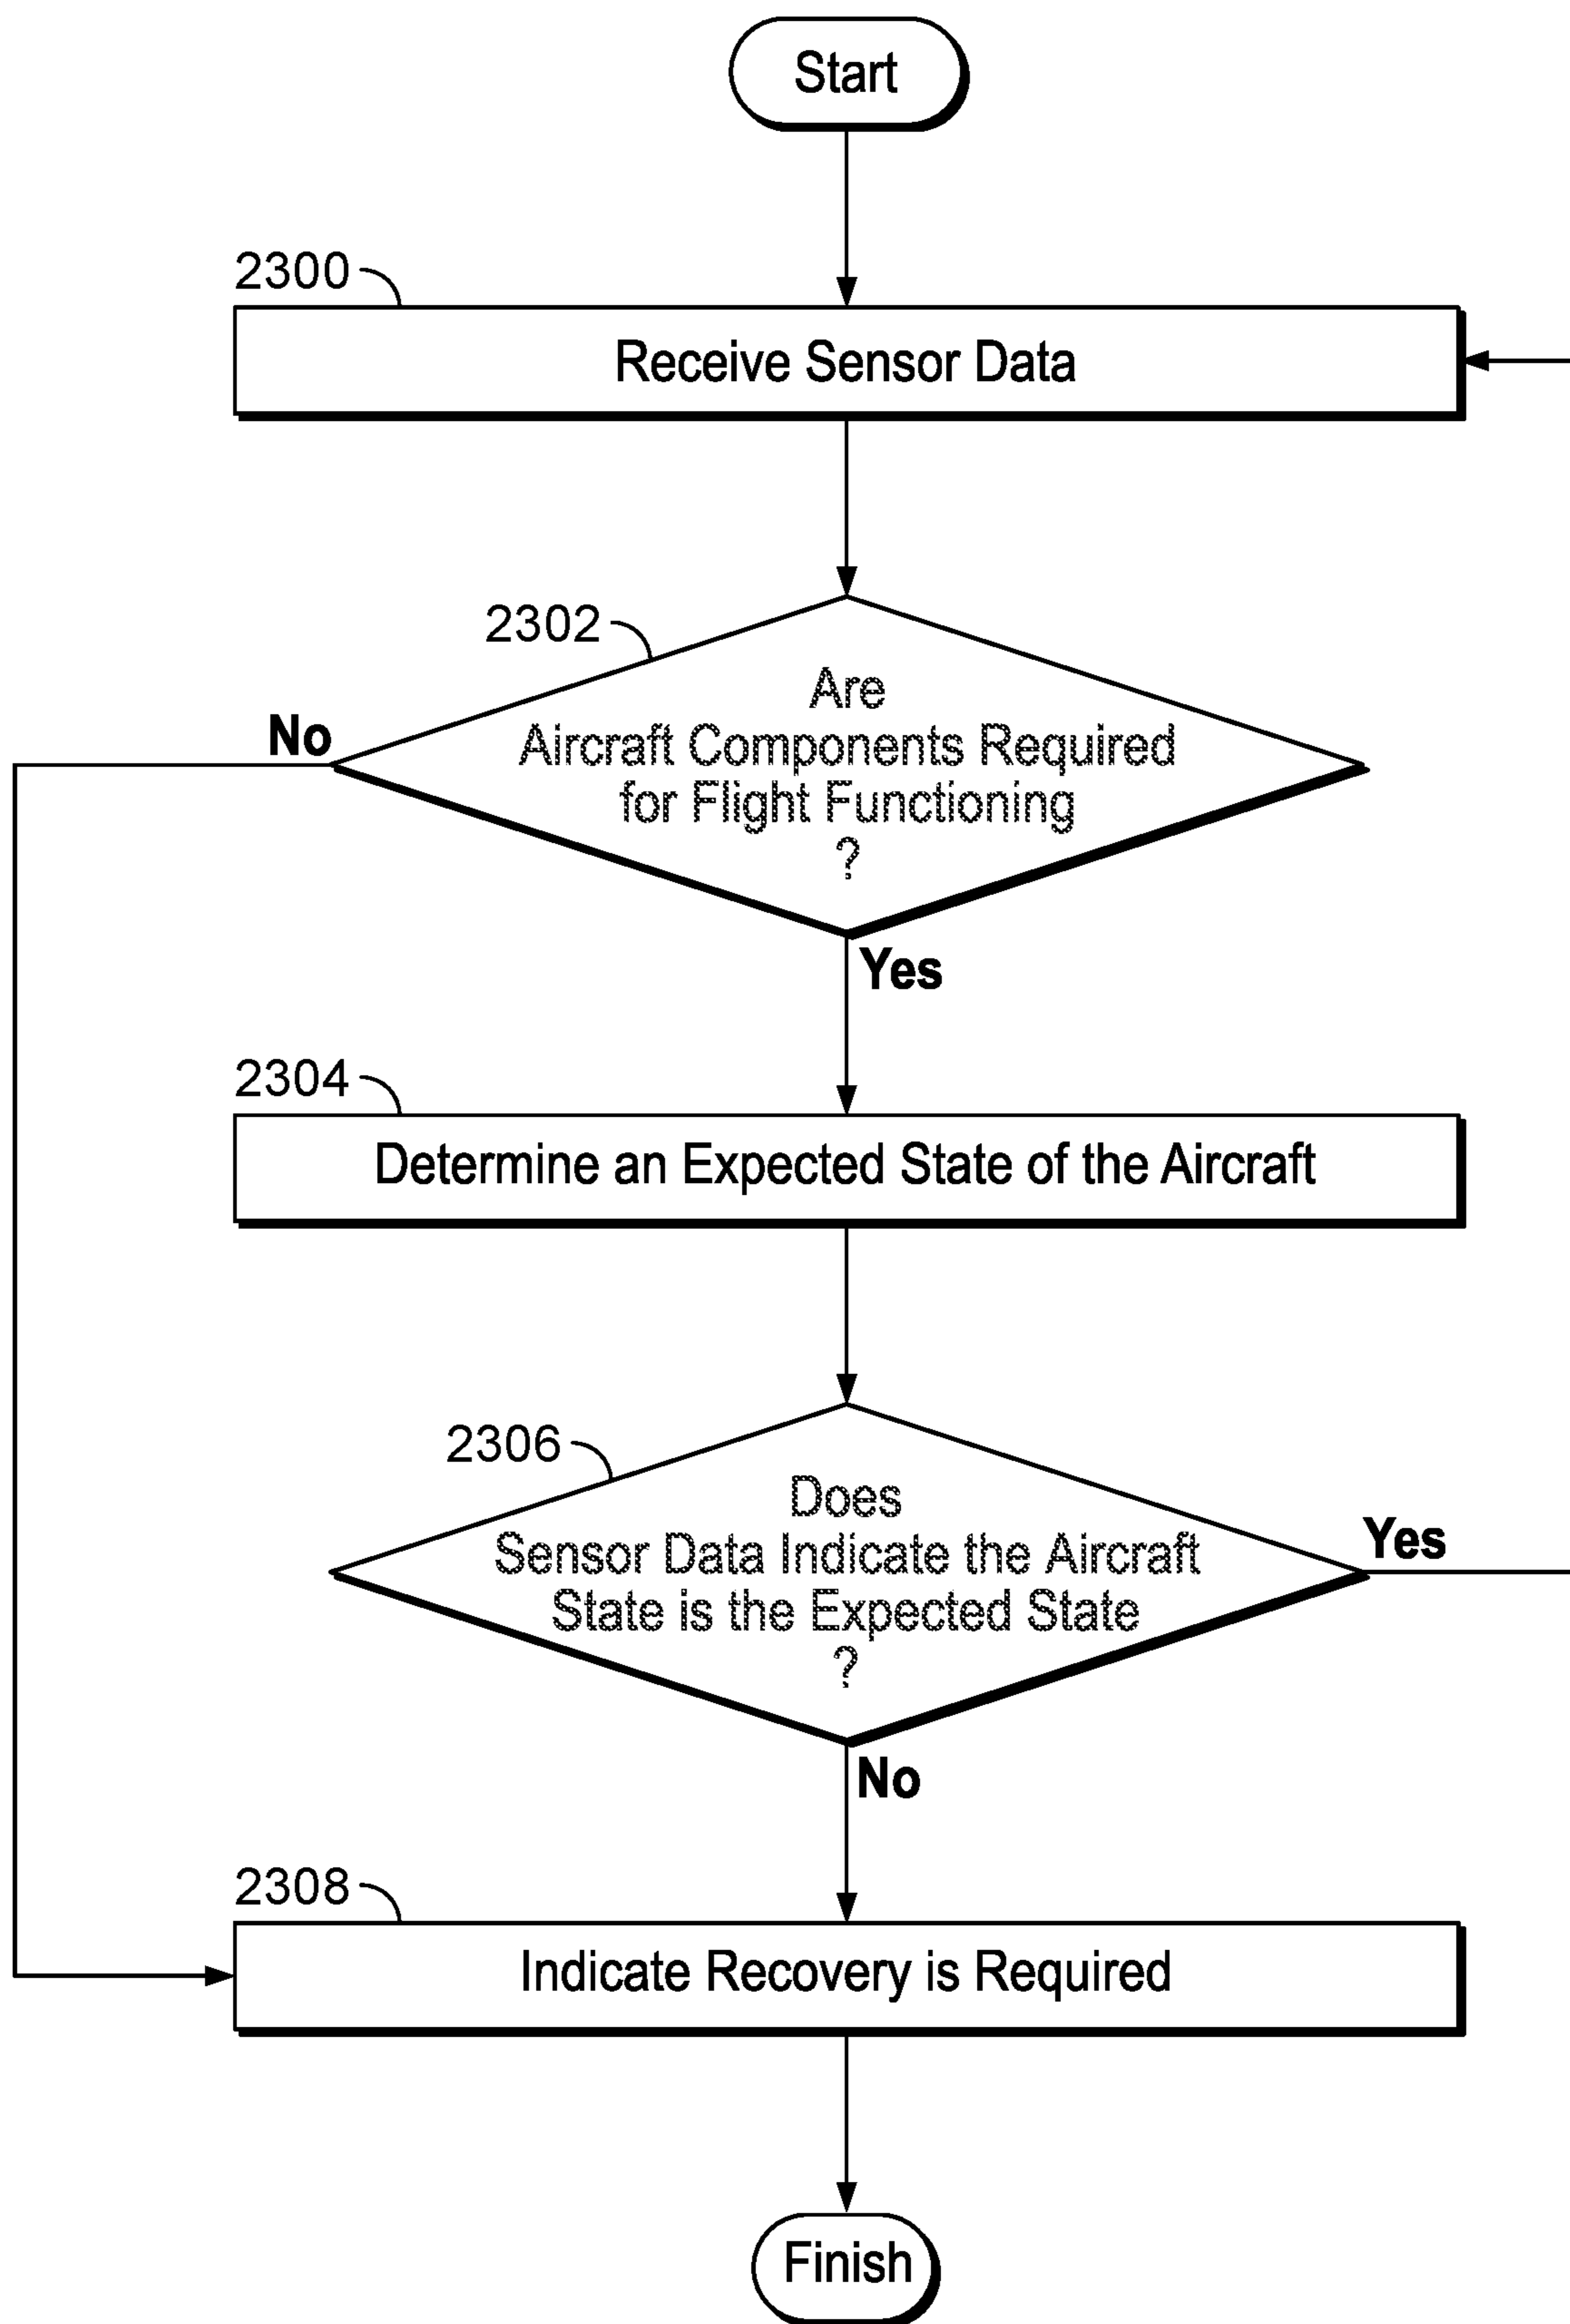 Start
2300
Receive Sensor Data
2302
Are
Aircraft Components Required
for Flight Functioning
?
No
Yes
2304
Determine an Expected State of the Aircraft
2306
Does
Sensor Data Indicate the Aircraft
State is the Expected State
?
Yes
No
2308
Indicate Recovery is Required
Finish